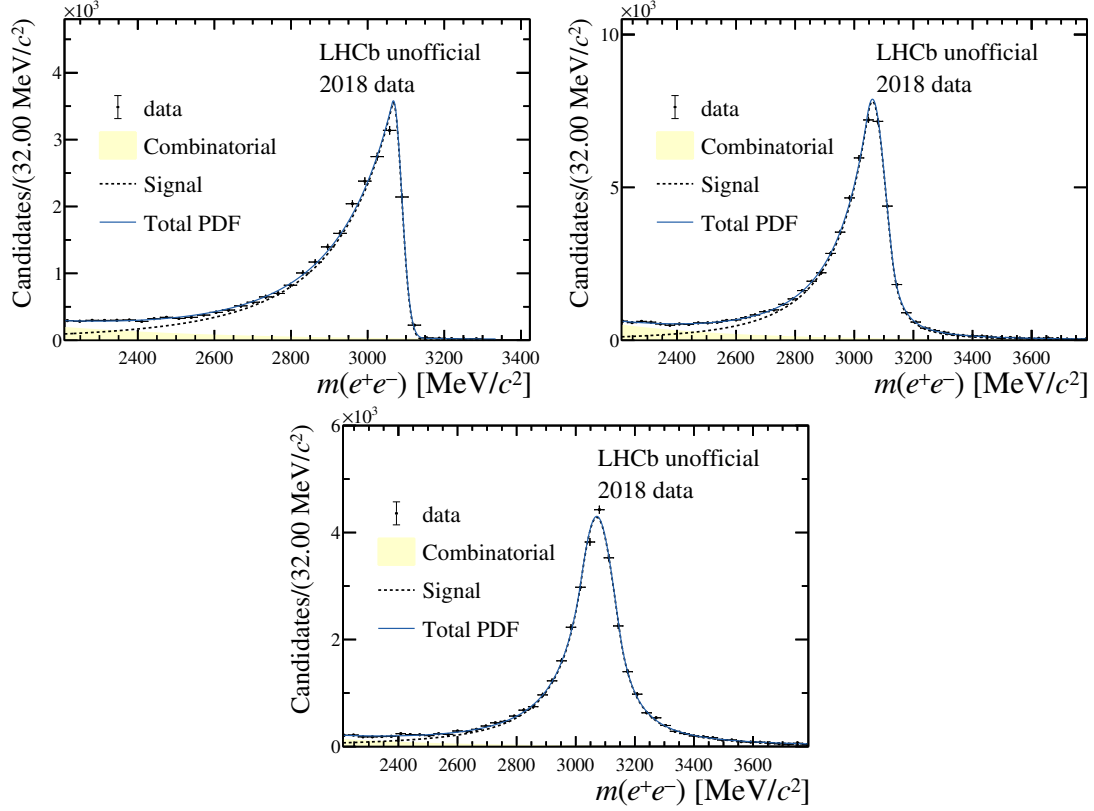 ×10³
Candidates/(32.00 MeV/c²)
4
3
2
1
0
LHCb unofficial
2018 data
data
Combinatorial
Signal
Total PDF
2400 2600 2800 3000 3200 3400
m(e⁺e⁻) [MeV/c²]
×10³
Candidates/(32.00 MeV/c²)
10
5
0
LHCb unofficial
2018 data
data
Combinatorial
Signal
Total PDF
2400 2600 2800 3000 3200 3400 3600
m(e⁺e⁻) [MeV/c²]
×10³
Candidates/(32.00 MeV/c²)
6
4
2
0
LHCb unofficial
2018 data
data
Combinatorial
Signal
Total PDF
2400 2600 2800 3000 3200 3400 3600
m(e⁺e⁻) [MeV/c²]